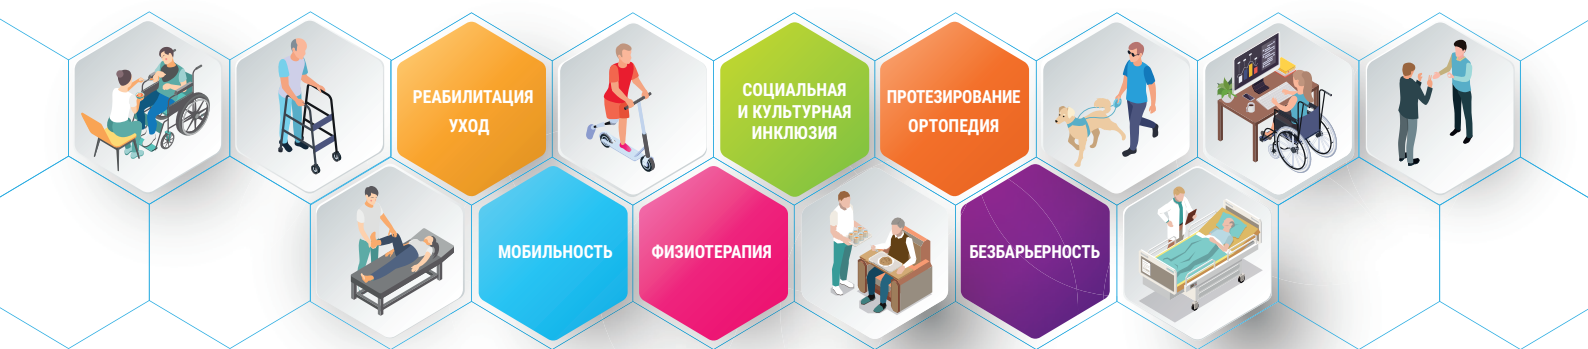 РЕАБИЛИТАЦИЯ
УХОД
СОЦИАЛЬНАЯ
И КУЛЬТУРНАЯ
ИНКЛЮЗИЯ
ПРОТЕЗИРОВАНИЕ
ОРТОПЕДИЯ
МОБИЛЬНОСТЬ
ФИЗИОТЕРАПИЯ
БЕЗБАРЬЕРНОСТЬ